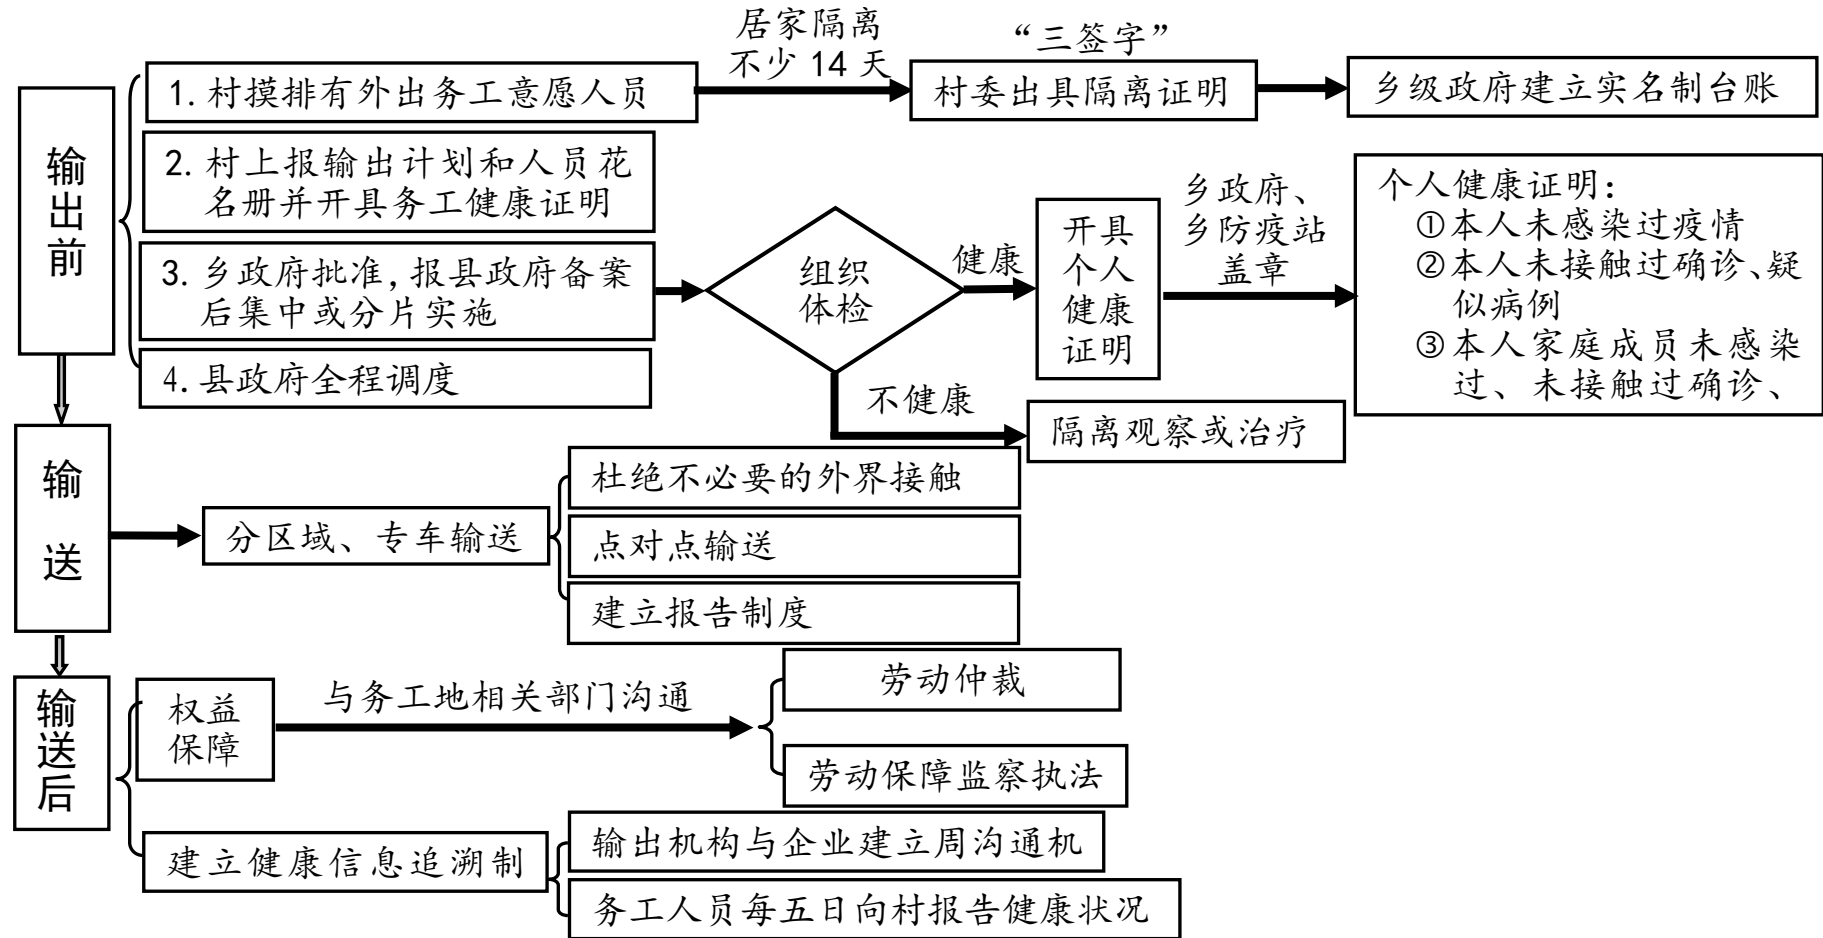 输出前
1. 村摸排有外出务工意愿人员
居家隔离
不少 14 天
“三签字”
村委出具隔离证明
乡级政府建立实名制台账
2. 村上报输出计划和人员花
名册并开具务工健康证明
3. 乡政府批准,报县政府备案
后集中或分片实施
4. 县政府全程调度
组织
体检
健康
开具
个人
健康
证明
乡政府、
乡防疫站
盖章
个人健康证明：
①本人未感染过疫情
②本人未接触过确诊、疑
似病例
③本人家庭成员未感染
过、未接触过确诊、
不健康
隔离观察或治疗
输送
分区域、专车输送
杜绝不必要的外界接触
点对点输送
建立报告制度
输送后
权益
保障
与务工地相关部门沟通
劳动仲裁
劳动保障监察执法
建立健康信息追溯制
输出机构与企业建立周沟通机
务工人员每五日向村报告健康状况